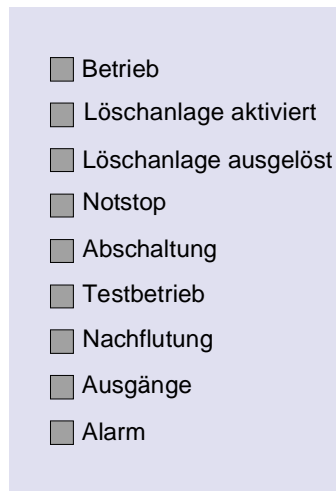 Betrieb
Löschanlage aktiviert
Löschanlage ausgelöst
Notstop
Abschaltung
Testbetrieb
Nachflutung
Ausgänge
Alarm